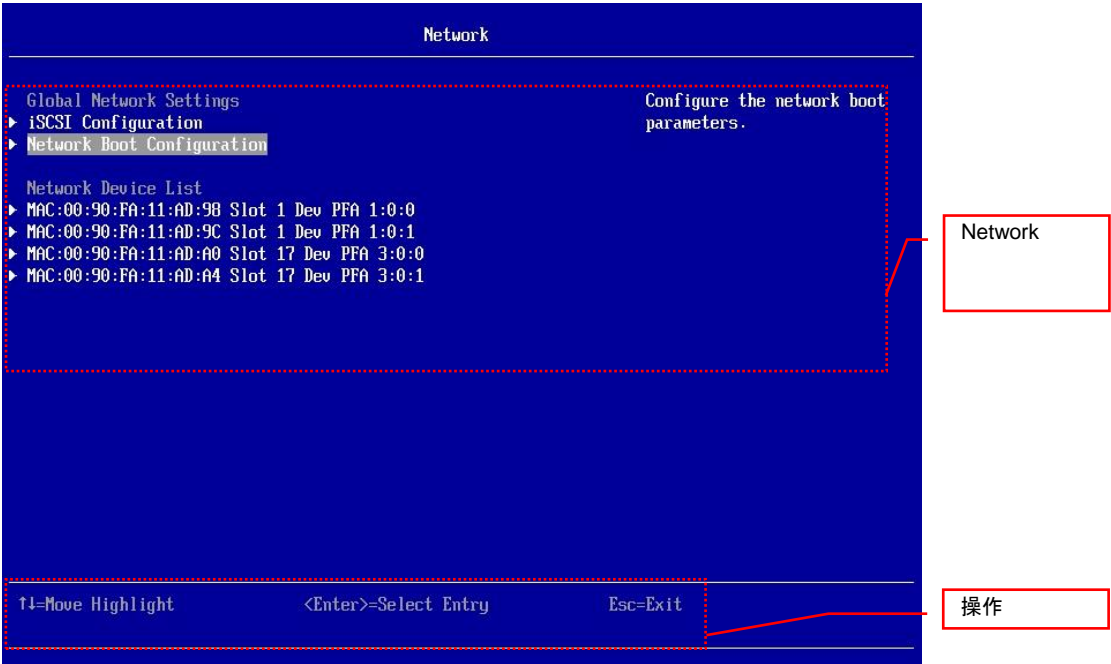 Network
Global Network Settings
▶ iSCSI Configuration
▶ Network Boot Configuration
Configure the network boot
parameters.
Network Device List
▶ MAC:00:90:FA:11:AD:98 Slot 1 Dev PFA 1:0:0
▶ MAC:00:90:FA:11:AD:9C Slot 1 Dev PFA 1:0:1
▶ MAC:00:90:FA:11:AD:A0 Slot 17 Dev PFA 3:0:0
▶ MAC:00:90:FA:11:AD:A4 Slot 17 Dev PFA 3:0:1
Network
↑↓=Move Highlight <Enter>=Select Entry Esc=Exit
操作